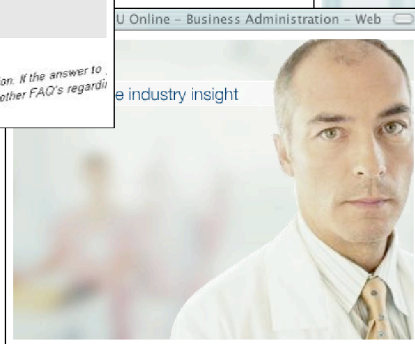 U Online – Business Administration – Web
on. If the answer to
other FAQ's regardi
e industry insight